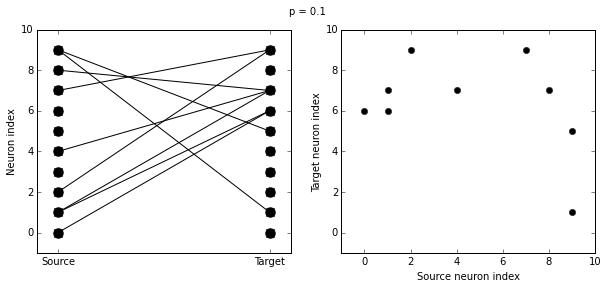 p = 0.1
Neuron index
10
8
6
4
2
0
Source
Target
Target neuron index
10
8
6
4
2
0
0 2 4 6 8 10
Source neuron index